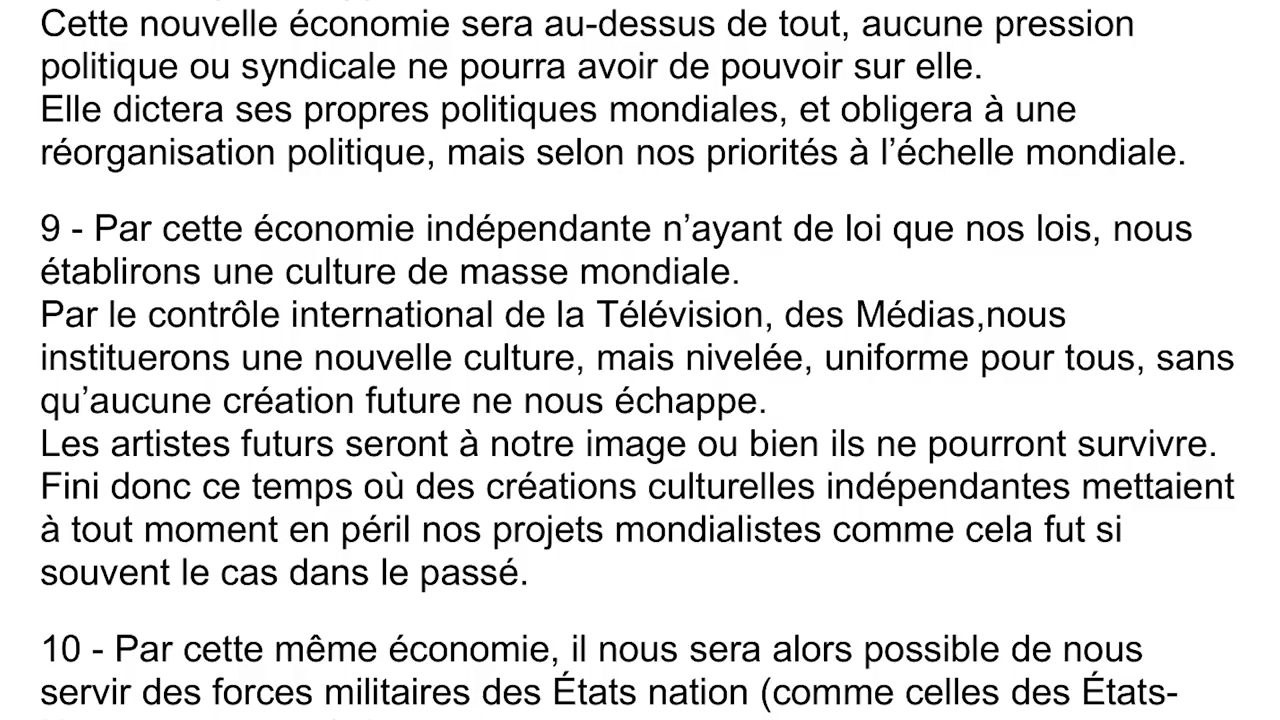 Cette nouvelle économie sera au-dessus de tout, aucune pression
politique ou syndicale ne pourra avoir de pouvoir sur elle.
Elle dictera ses propres politiques mondiales, et obligera à une
réorganisation politique, mais selon nos priorités à l’échelle mondiale.
9 - Par cette économie indépendante n’ayant de loi que nos lois, nous
établirons une culture de masse mondiale.
Par le contrôle international de la Télévision, des Médias,nous
instituerons une nouvelle culture, mais nivelée, uniforme pour tous, sans
qu’aucune création future ne nous échappe.
Les artistes futurs seront à notre image ou bien ils ne pourront survivre.
Fini donc ce temps où des créations culturelles indépendantes mettaient
à tout moment en péril nos projets mondialistes comme cela fut si
souvent le cas dans le passé.
10 - Par cette même économie, il nous sera alors possible de nous
servir des forces militaires des États nation (comme celles des États-